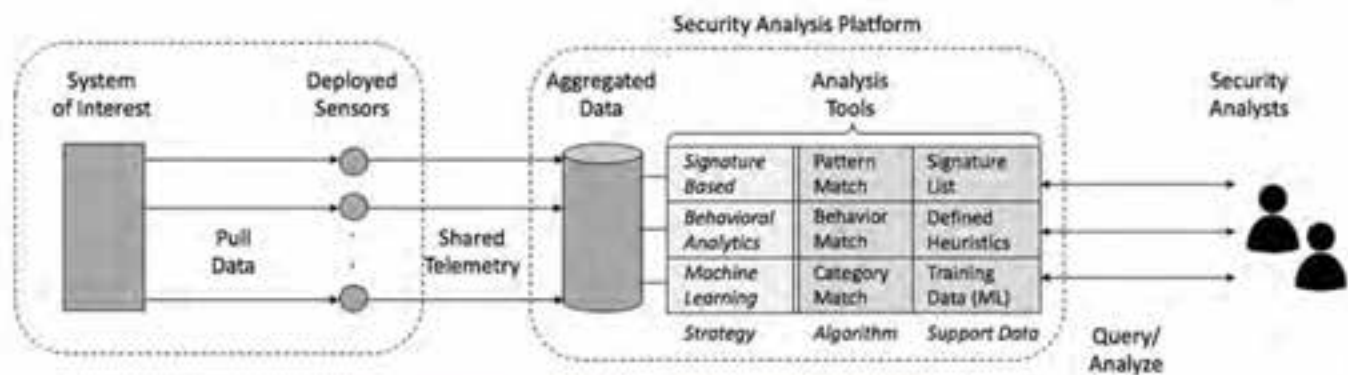 Security Analysis Platform
System
of Interest
Deployed
Sensors
Aggregated
Data
Analysis
Tools
Security
Analysts
Signature
Based
Pattern
Match
Signature
List
Behavioral
Analytics
Behavior
Match
Defined
Heuristics
Machine
Learning
Category
Match
Training
Data (ML)
Pull
Data
Shared
Telemetry
Strategy
Algorithm
Support Data
Query/
Analyze